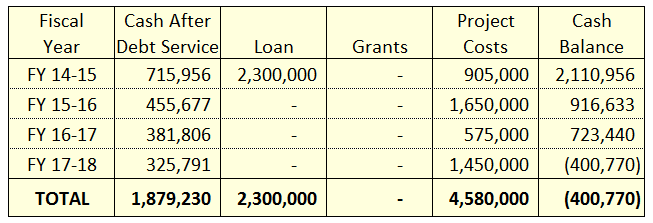 Fiscal Year Cash After Debt Service Loan Grants Project Costs Cash Balance
FY 14-15 715,956 2,300,000 - 905,000 2,110,956
FY 15-16 455,677 - - 1,650,000 916,633
FY 16-17 381,806 - - 575,000 723,440
FY 17-18 325,791 - - 1,450,000 (400,770)
TOTAL 1,879,230 2,300,000 - 4,580,000 (400,770)